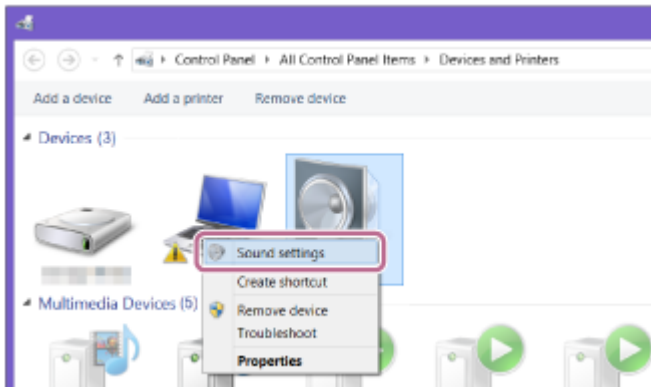 Control Panel ▸ All Control Panel Items ▸ Devices and Printers
Add a device Add a printer Remove device
Devices (3)
Sound settings
Create shortcut
Multimedia Devices (5)
Remove device
Troubleshoot
Properties